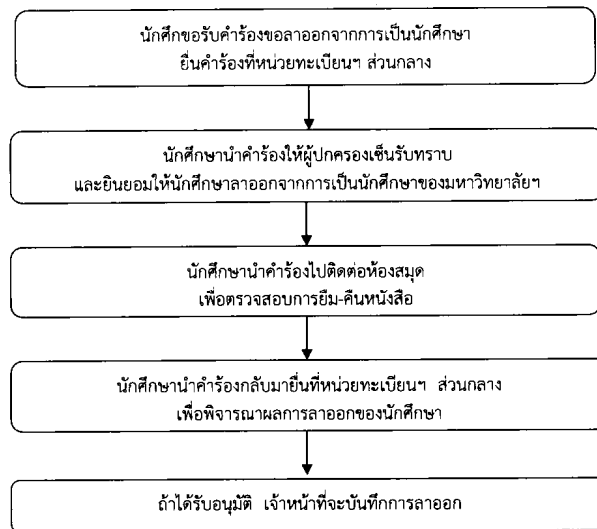 นักศึกขอรับคำร้องขอลาออกจากการเป็นนักศึกษา
ยื่นคำร้องที่หน่วยทะเบียนฯ ส่วนกลาง
นักศึกษานำคำร้องให้ผู้ปกครองเซ็นรับทราบ
และยินยอมให้นักศึกษาลาออกจากการเป็นนักศึกษาของมหาวิทยาลัยฯ
นักศึกษานำคำร้องไปติดต่อห้องสมุด
เพื่อตรวจสอบการยืม-คืนหนังสือ
นักศึกษานำคำร้องกลับมายื่นที่หน่วยทะเบียนฯ ส่วนกลาง
เพื่อพิจารณาผลการลาออกของนักศึกษา
ถ้าได้รับอนุมัติ เจ้าหน้าที่จะบันทึกการลาออก